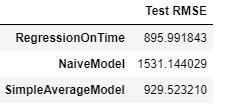 Test RMSE
RegressionOnTime 895.991843
NaiveModel 1531.144029
SimpleAverageModel 929.523210